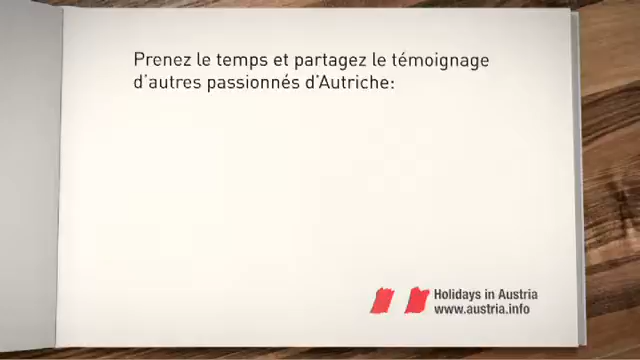 Prenez le temps et partagez le témoignage
d'autres passionnés d'Autriche:
Holidays in Austria
www.austria.info